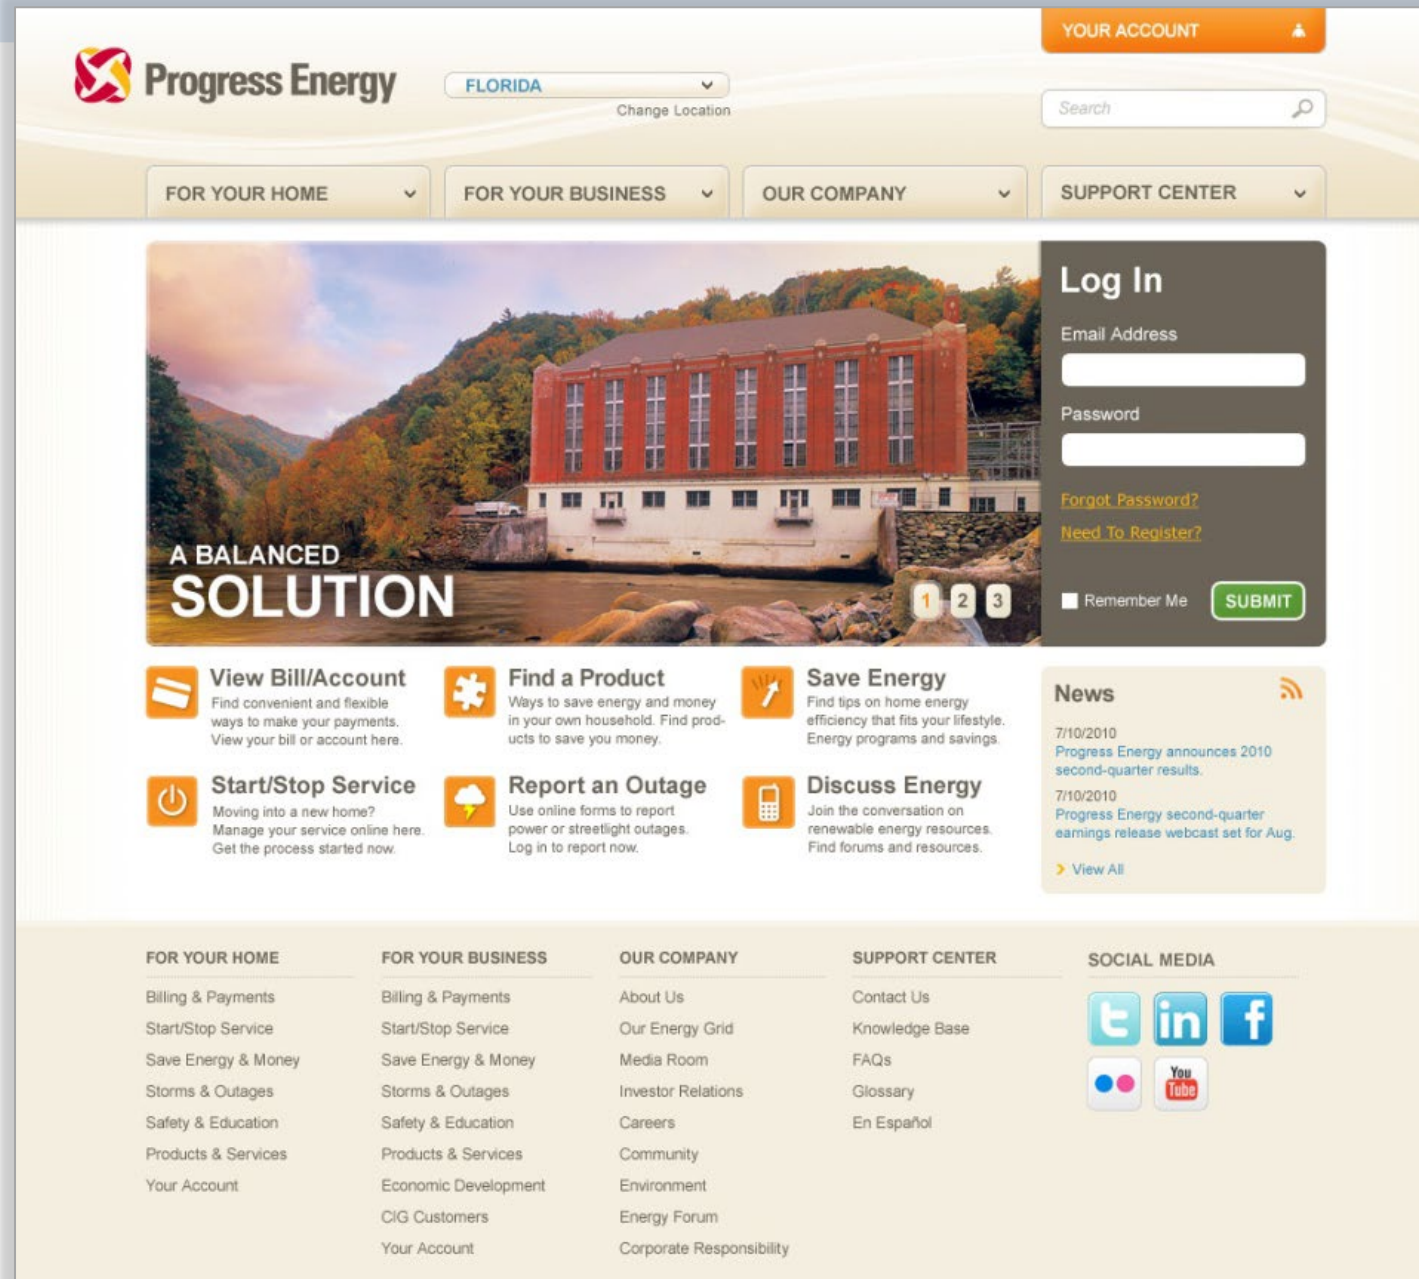 YOUR ACCOUNT
Progress Energy
FLORIDA
Change Location
Search
FOR YOUR HOME
FOR YOUR BUSINESS
OUR COMPANY
SUPPORT CENTER
A BALANCED
SOLUTION
1 2 3
Log In
Email Address
Password
Forgot Password?
Need To Register?
Remember Me
SUBMIT
View Bill/Account
Find convenient and flexible
ways to make your payments.
View your bill or account here.
Find a Product
Ways to save energy and money
in your own household. Find prod-
ucts to save you money.
Save Energy
Find tips on home energy
efficiency that fits your lifestyle.
Energy programs and savings.
Start/Stop Service
Moving into a new home?
Manage your service online here.
Get the process started now.
Report an Outage
Use online forms to report
power or streetlight outages.
Log in to report now.
Discuss Energy
Join the conversation on
renewable energy resources.
Find forums and resources.
News
7/10/2010
Progress Energy announces 2010
second-quarter results.
7/10/2010
Progress Energy second-quarter
earnings release webcast set for Aug.
View All
FOR YOUR HOME
Billing & Payments
Start/Stop Service
Save Energy & Money
Storms & Outages
Safety & Education
Products & Services
Your Account
FOR YOUR BUSINESS
Billing & Payments
Start/Stop Service
Save Energy & Money
Storms & Outages
Safety & Education
Products & Services
Economic Development
CIG Customers
Your Account
OUR COMPANY
About Us
Our Energy Grid
Media Room
Investor Relations
Careers
Community
Environment
Energy Forum
Corporate Responsibility
SUPPORT CENTER
Contact Us
Knowledge Base
FAQs
Glossary
En Español
SOCIAL MEDIA
t
in
f
You
Tube